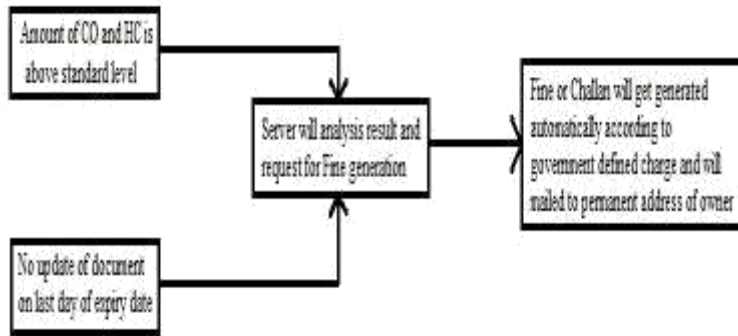 Amount of CO and HC is
above standard level
Server will analysis result and
request for Fine generation
Fine or Challan will get generated
automatically according to
government defined charge and will
mailed to permanent address of owner
No update of document
on last day of expiry date